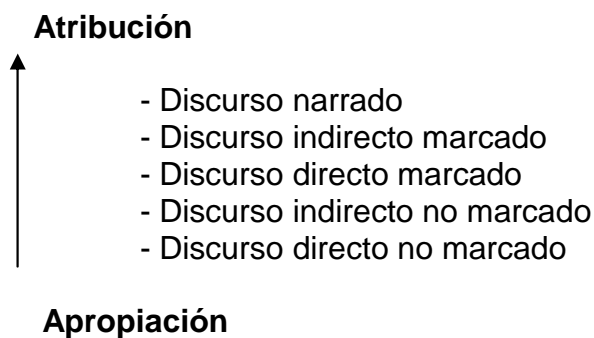 Atribución
- Discurso narrado
- Discurso indirecto marcado
- Discurso directo marcado
- Discurso indirecto no marcado
- Discurso directo no marcado
Apropiación